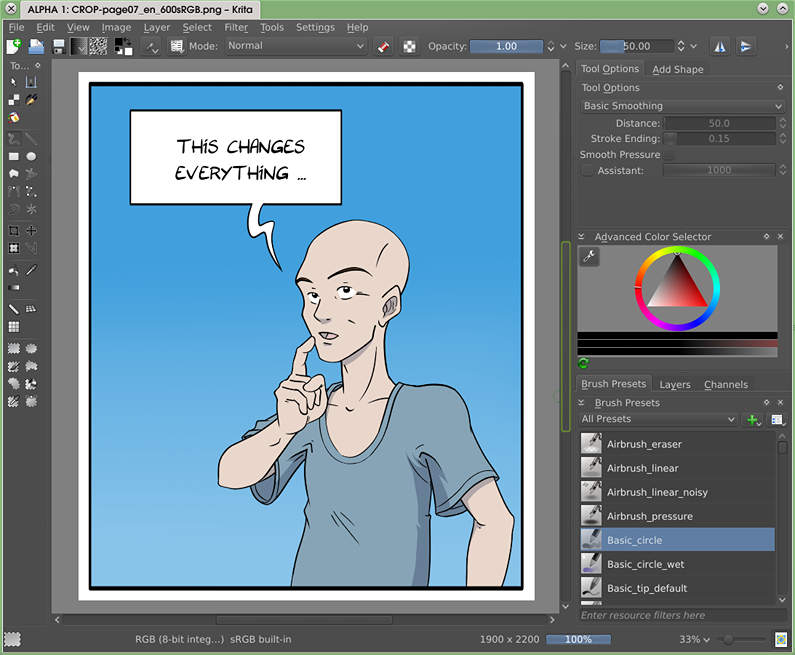 ALPHA 1: CROP-page07_en_600sRGB.png – Krita
File Edit View Image Layer Select Filter Tools Settings Help
Mode: Normal Opacity: 1.00 Size: 50.00
To...
THIS CHANGES
EVERYTHING ...
Tool Options Add Shape
Tool Options
Basic Smoothing
Distance: 50.0
Stroke Ending: 0.15
Smooth Pressure
Assistant: 1000
Advanced Color Selector
Brush Presets Layers Channels
Brush Presets
All Presets
Airbrush_eraser
Airbrush_linear
Airbrush_linear_noisy
Airbrush_pressure
Basic_circle
Basic_circle_wet
Basic_tip_default
Enter resource filters here
RGB (8-bit integ...) sRGB built-in 1900 x 2200 100% 33%